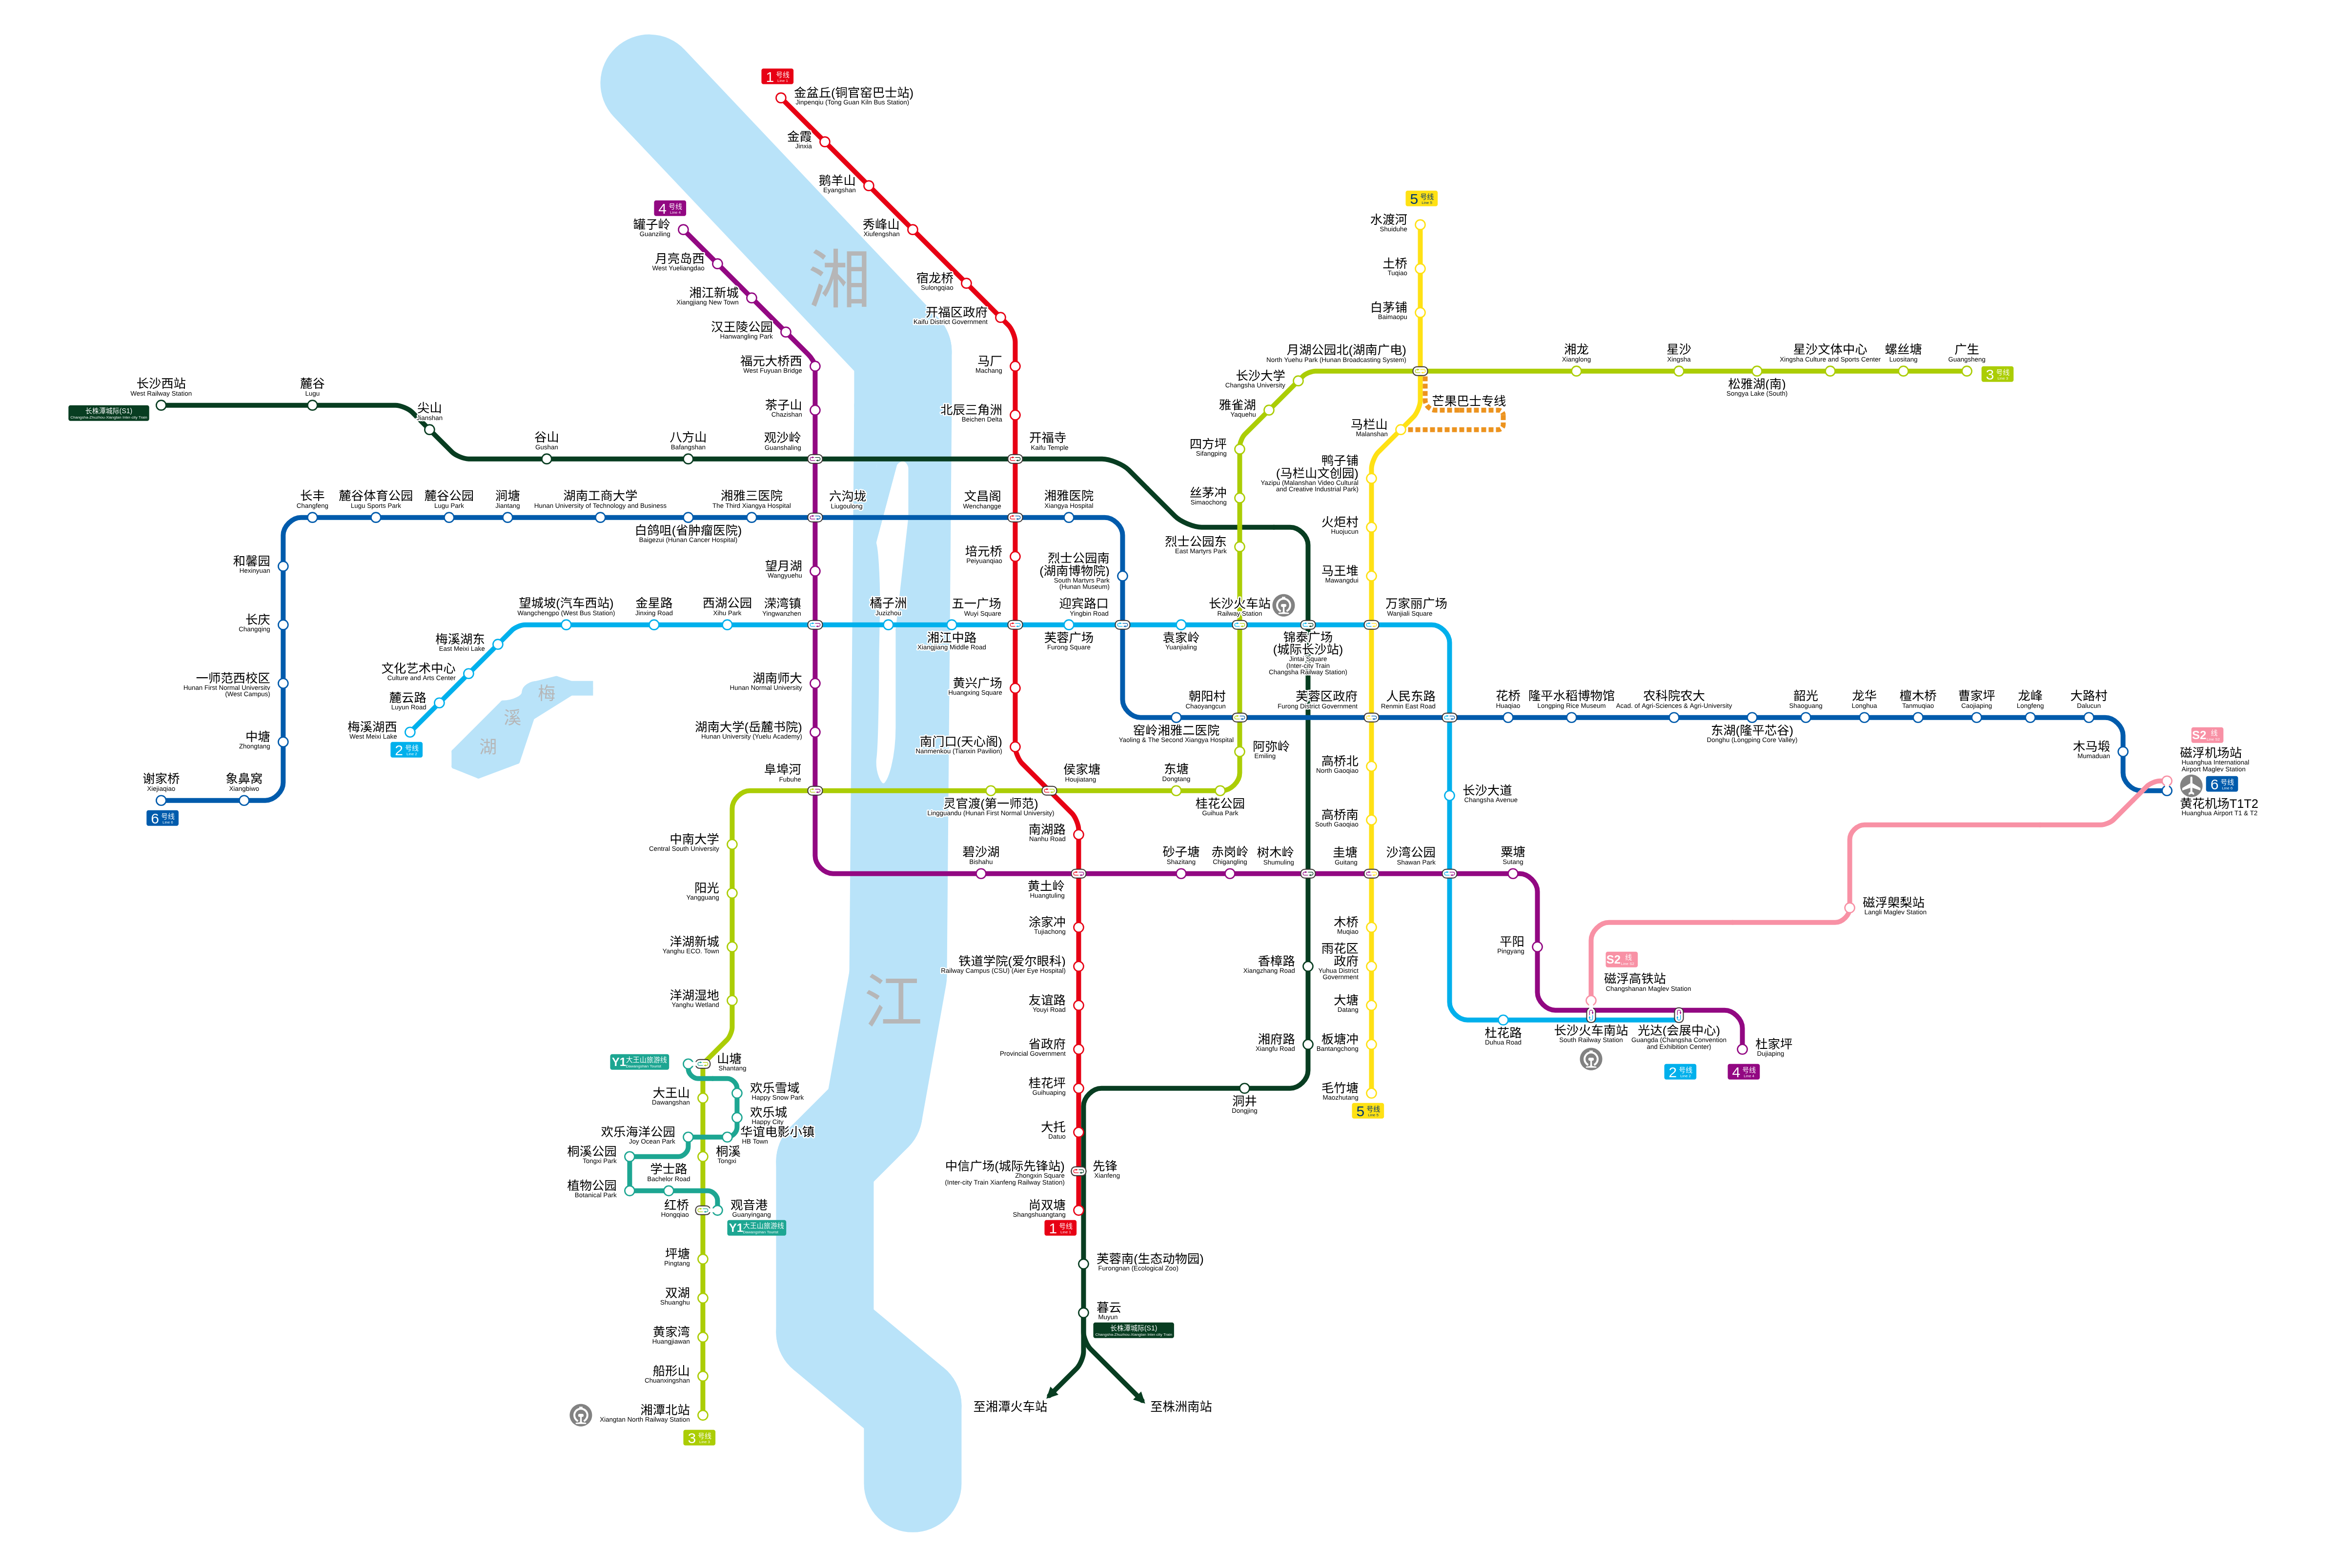 1 号线
Line 1
金盆丘(铜官窑巴士站)
Jinpenqiu (Tong Guan Kiln Bus Station)
金霞
Jinxia
鹅羊山
Eyangshan
秀峰山
Xiufengshan
宿龙桥
Sulongqiao
开福区政府
Kaifu District Government
马厂
Machang
北辰三角洲
Beichen Delta
开福寺
Kaifu Temple
文昌阁
Wenchangge
培元桥
Peiyuanqiao
五一广场
Wuyi Square
黄兴广场
Huangxing Square
南门口(天心阁)
Nanmenkou (Tianxin Pavilion)
侯家塘
Houjiatang
南湖路
Nanhu Road
黄土岭
Huangtuling
涂家冲
Tujiachong
铁道学院(爱尔眼科)
Railway Campus (CSU) (Aier Eye Hospital)
友谊路
Youyi Road
省政府
Provincial Government
桂花坪
Guihuaping
大托
Datuo
中信广场(城际先锋站)
Zhongxin Square
(Inter-city Train Xianfeng Railway Station)
尚双塘
Shangshuangtang
1 号线
Line 1
4 号线
Line 4
罐子岭
Guanziling
月亮岛西
West Yueliangdao
湘江新城
Xiangjiang New Town
汉王陵公园
Hanwangling Park
福元大桥西
West Fuyuan Bridge
茶子山
Chazishan
观沙岭
Guanshaling
六沟垅
Liugoulong
望月湖
Wangyuehu
溁湾镇
Yingwanzhen
湖南师大
Hunan Normal University
湖南大学(岳麓书院)
Hunan University (Yuelu Academy)
阜埠河
Fubuhe
碧沙湖
Bishahu
砂子塘
Shazitang
赤岗岭
Chigangling
树木岭
Shumuling
圭塘
Guitang
沙湾公园
Shawan Park
粟塘
Sutang
平阳
Pingyang
长沙火车南站
South Railway Station
光达(会展中心)
Guangda (Changsha Convention
and Exhibition Center)
杜家坪
Dujiaping
4 号线
Line 4
长沙西站
West Railway Station
长株潭城际(S1)
Changsha-Zhuzhou-Xiangtan Inter-city Train
麓谷
Lugu
尖山
Jianshan
谷山
Gushan
八方山
Bafangshan
锦泰广场
(城际长沙站)
Jintai Square
(Inter-city Train
Changsha Railway Station)
香樟路
Xiangzhang Road
湘府路
Xiangfu Road
洞井
Dongjing
先锋
Xianfeng
芙蓉南(生态动物园)
Furongnan (Ecological Zoo)
暮云
Muyun
长株潭城际(S1)
Changsha-Zhuzhou-Xiangtan Inter-city Train
至湘潭火车站
至株洲南站
6 号线
Line 6
谢家桥
Xiejiaqiao
象鼻窝
Xiangbiwo
中塘
Zhongtang
一师范西校区
Hunan First Normal University
(West Campus)
长庆
Changqing
和馨园
Hexinyuan
长丰
Changfeng
麓谷体育公园
Lugu Sports Park
麓谷公园
Lugu Park
涧塘
Jiantang
湖南工商大学
Hunan University of Technology and Business
白鸽咀(省肿瘤医院)
Baigezui (Hunan Cancer Hospital)
湘雅三医院
The Third Xiangya Hospital
湘雅医院
Xiangya Hospital
烈士公园南
(湖南博物院)
South Martyrs Park
(Hunan Museum)
迎宾路口
Yingbin Road
窑岭湘雅二医院
Yaoling & The Second Xiangya Hospital
朝阳村
Chaoyangcun
芙蓉区政府
Furong District Government
人民东路
Renmin East Road
花桥
Huaqiao
隆平水稻博物馆
Longping Rice Museum
农科院农大
Acad. of Agri-Sciences & Agri-University
东湖(隆平芯谷)
Donghu (Longping Core Valley)
韶光
Shaoguang
龙华
Longhua
檀木桥
Tanmuqiao
曹家坪
Caojiaping
龙峰
Longfeng
大路村
Dalucun
木马塅
Mumaduan
黄花机场T1T2
Huanghua Airport T1 & T2
6 号线
Line 6
2 号线
Line 2
梅溪湖西
West Meixi Lake
麓云路
Luyun Road
文化艺术中心
Culture and Arts Center
梅溪湖东
East Meixi Lake
望城坡(汽车西站)
Wangchengpo (West Bus Station)
金星路
Jinxing Road
西湖公园
Xihu Park
橘子洲
Juzizhou
湘江中路
Xiangjiang Middle Road
芙蓉广场
Furong Square
袁家岭
Yuanjialing
长沙火车站
Railway Station
万家丽广场
Wanjiali Square
长沙大道
Changsha Avenue
杜花路
Duhua Road
2 号线
Line 2
3 号线
Line 3
广生
Guangsheng
螺丝塘
Luositang
星沙文体中心
Xingsha Culture and Sports Center
松雅湖(南)
Songya Lake (South)
星沙
Xingsha
湘龙
Xianglong
月湖公园北(湖南广电)
North Yuehu Park (Hunan Broadcasting System)
长沙大学
Changsha University
雅雀湖
Yaquehu
四方坪
Sifangping
丝茅冲
Simaochong
烈士公园东
East Martyrs Park
阿弥岭
Emiling
桂花公园
Guihua Park
东塘
Dongtang
灵官渡(第一师范)
Lingguandu (Hunan First Normal University)
中南大学
Central South University
阳光
Yangguang
洋湖新城
Yanghu ECO. Town
洋湖湿地
Yanghu Wetland
山塘
Shantang
大王山
Dawangshan
桐溪
Tongxi
红桥
Hongqiao
坪塘
Pingtang
双湖
Shuanghu
黄家湾
Huangjiawan
船形山
Chuanxingshan
湘潭北站
Xiangtan North Railway Station
3 号线
Line 3
5 号线
Line 5
水渡河
Shuiduhe
土桥
Tuqiao
白茅铺
Baimaopu
芒果巴士专线
马栏山
Malanshan
鸭子铺
(马栏山文创园)
Yazipu (Malanshan Video Cultural
and Creative Industrial Park)
火炬村
Huojucun
马王堆
Mawangdui
高桥北
North Gaoqiao
高桥南
South Gaoqiao
木桥
Muqiao
雨花区
政府
Yuhua District
Government
大塘
Datang
板塘冲
Bantangchong
毛竹塘
Maozhutang
5 号线
Line 5
S2 线
磁浮机场站
Huanghua International
Airport Maglev Station
磁浮㮾梨站
Langli Maglev Station
S2 线
磁浮高铁站
Changshanan Maglev Station
Y1 大王山旅游线
欢乐雪域
Happy Snow Park
欢乐城
Happy City
华谊电影小镇
HB Town
欢乐海洋公园
Joy Ocean Park
桐溪公园
Tongxi Park
植物公园
Botanical Park
学士路
Bachelor Road
观音港
Guanyingang
Y1 大王山旅游线
湘
江
梅
溪
湖